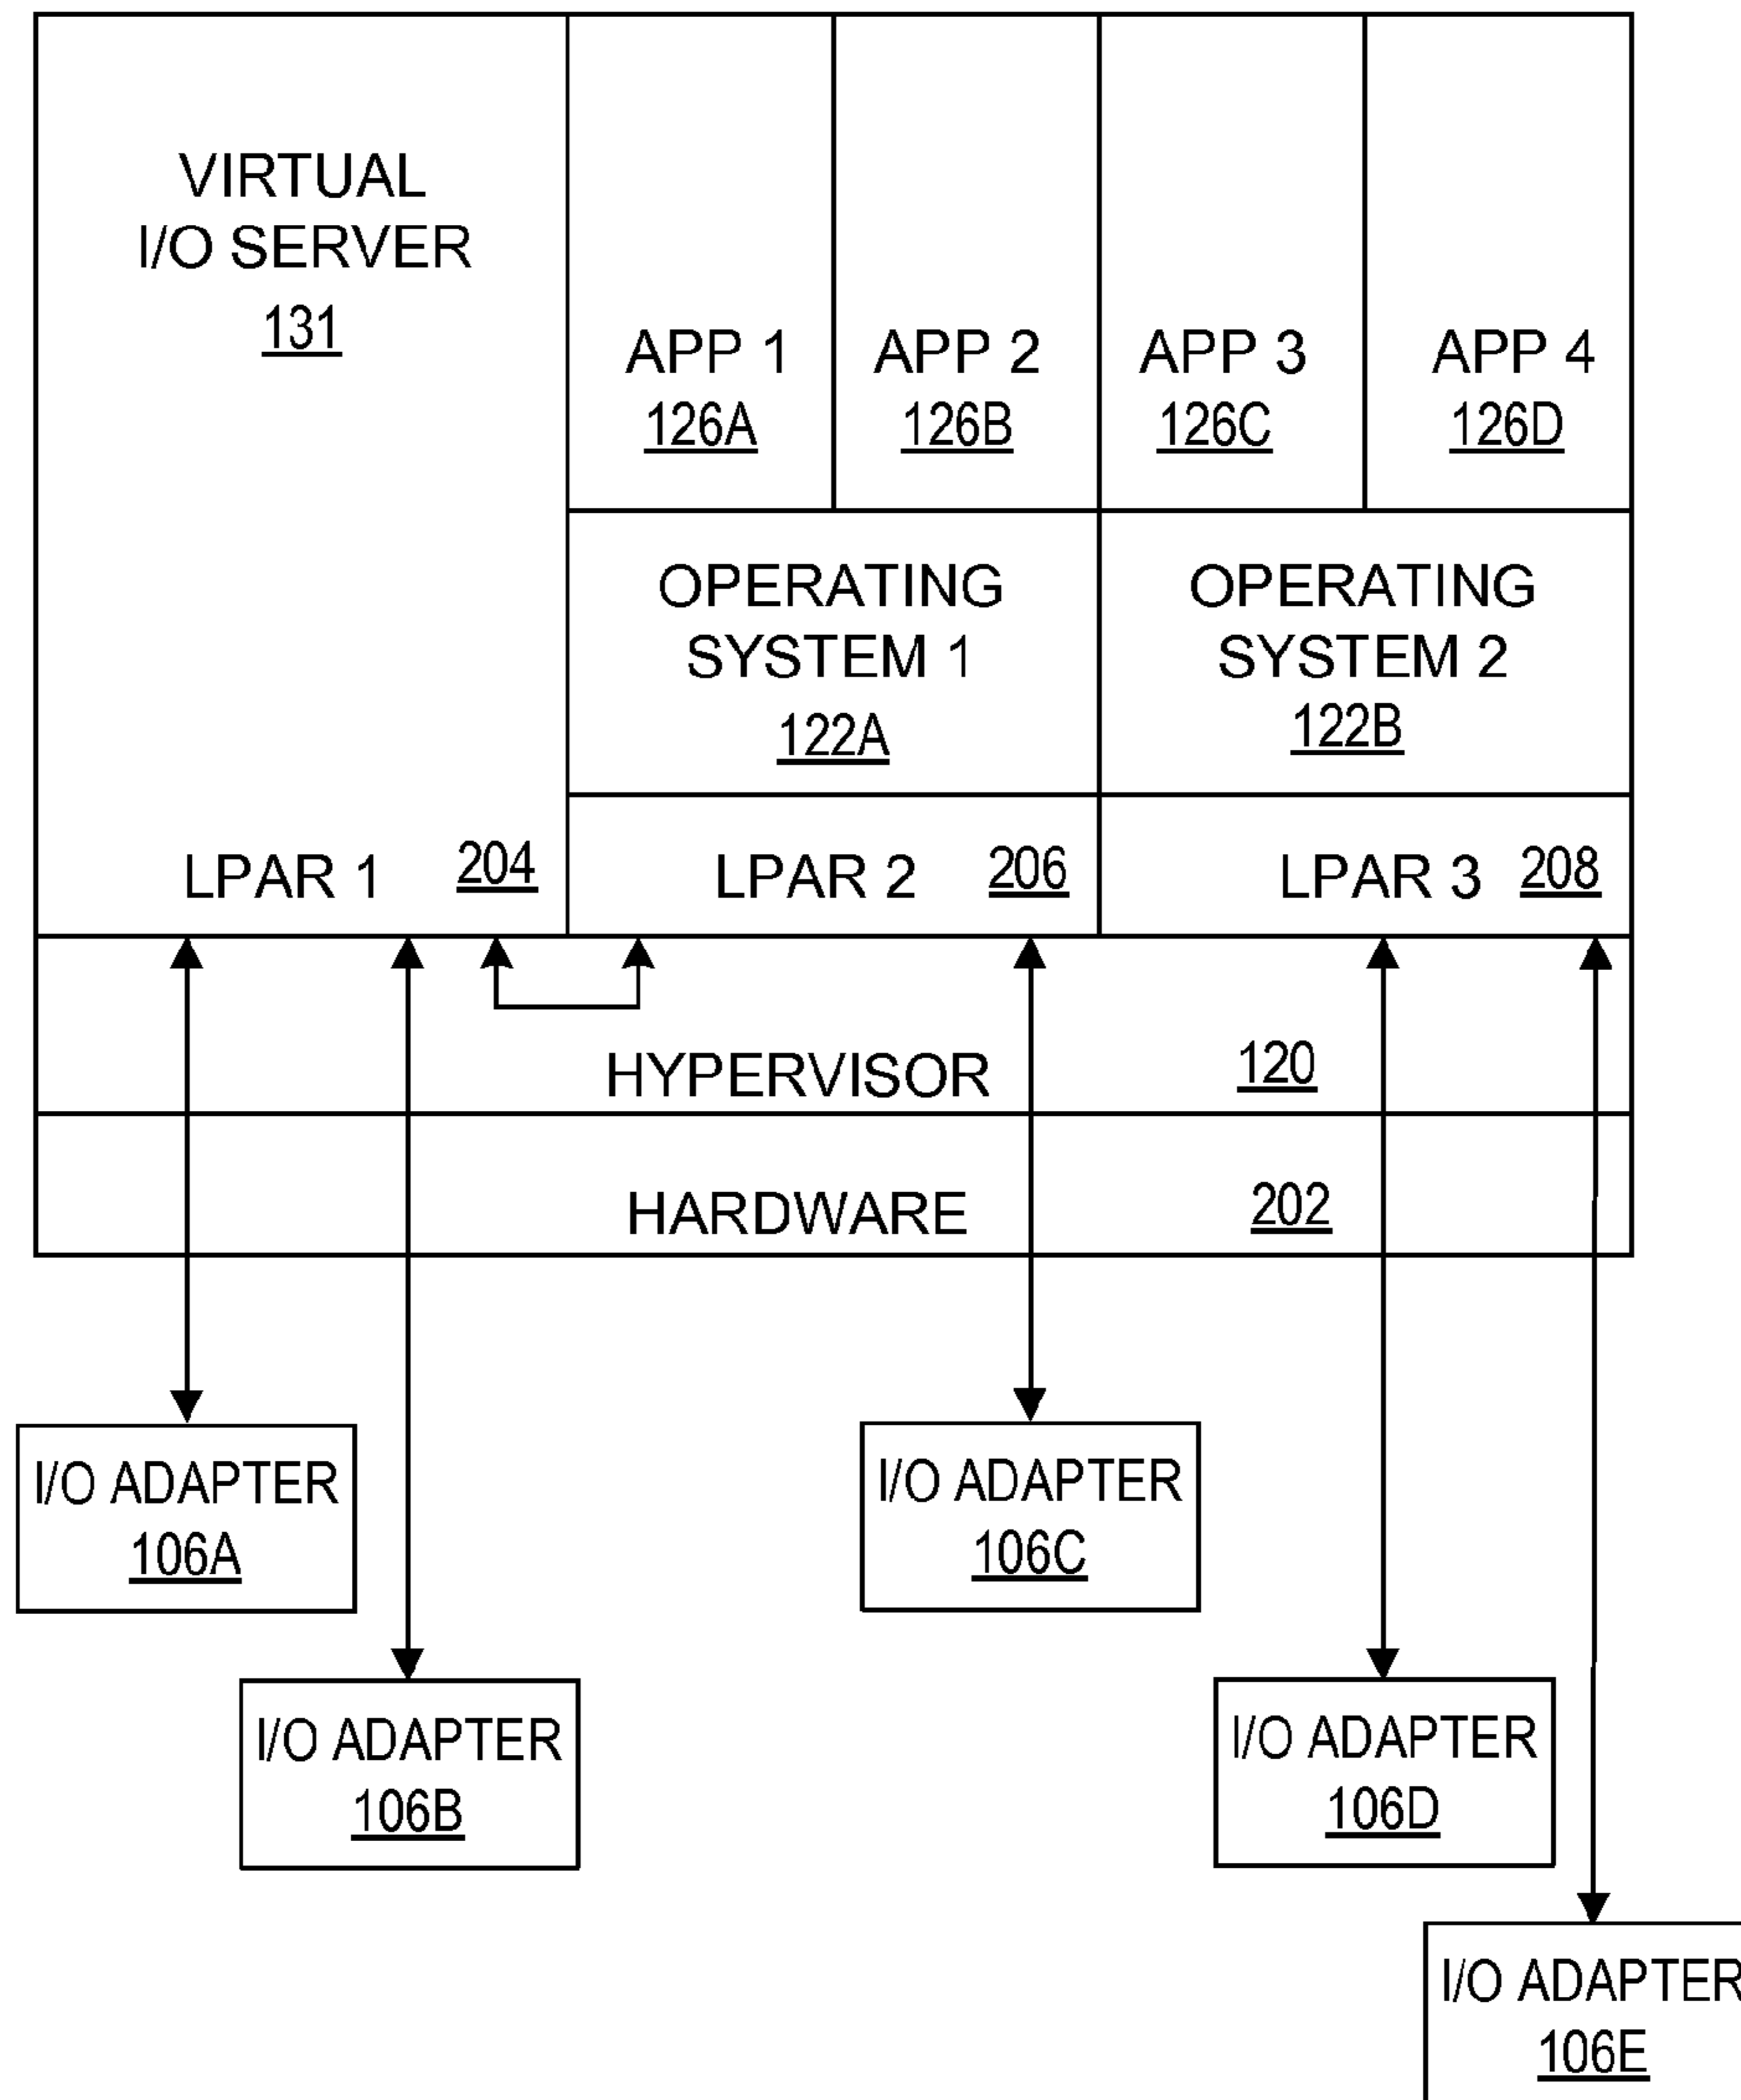 VIRTUAL
I/O SERVER
131
APP 1
126A
APP 2
126B
APP 3
126C
APP 4
126D
OPERATING
SYSTEM 1
122A
OPERATING
SYSTEM 2
122B
LPAR 1
204
LPAR 2
206
LPAR 3
208
HYPERVISOR
120
HARDWARE
202
I/O ADAPTER
106A
I/O ADAPTER
106B
I/O ADAPTER
106C
I/O ADAPTER
106D
I/O ADAPTER
106E